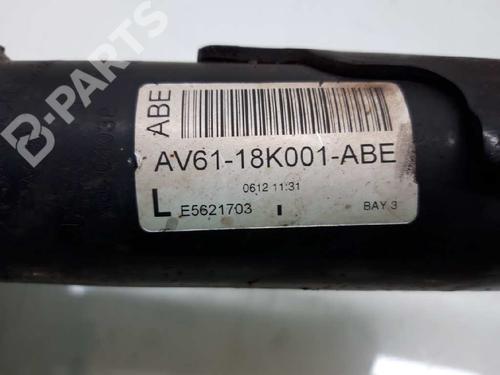 B-PARTS
ABE
AV61-18K001-ABE
0612 11:31
L E5621703 I BAY 3